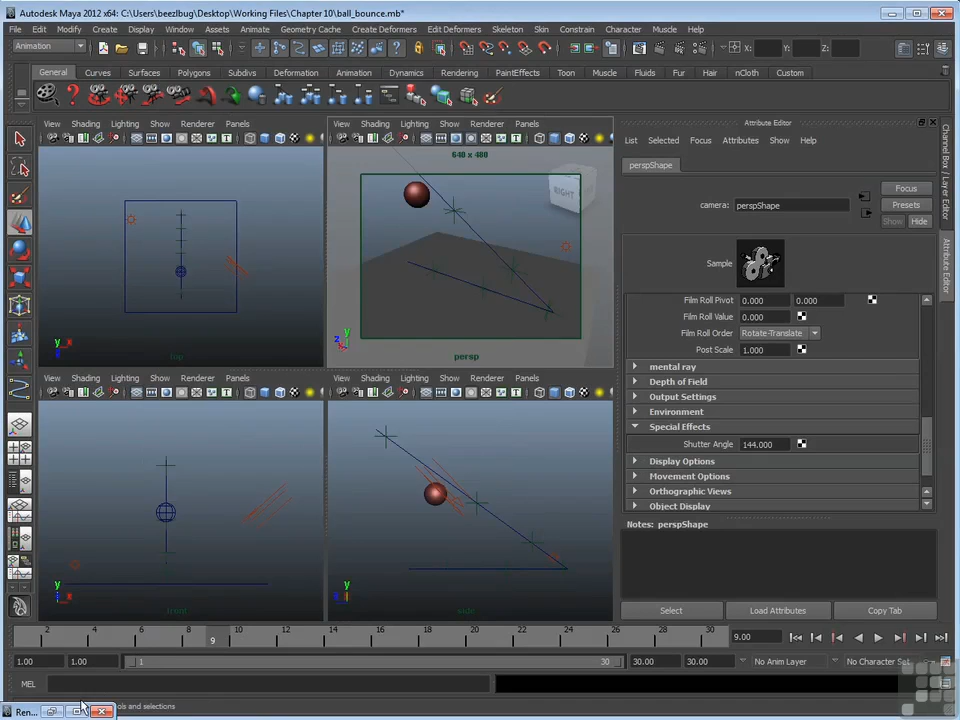 Autodesk Maya 2012 x64: C:\Users\beezlbug\Desktop\Working Files\Chapter 10\ball_bounce.mb*
File Edit Modify Create Display Window Assets Animate Geometry Cache Create Deformers Edit Deformers Skeleton Skin Constrain Character Muscle Help
Animation X: Y: Z:
General Curves Surfaces Polygons Subdivs Deformation Animation Dynamics Rendering PaintEffects Toon Muscle Fluids Fur Hair nCloth Custom
View Shading Lighting Show Renderer Panels
View Shading Lighting Show Renderer Panels
640 x 480
RIGHT
y
x
z
top
y
z
persp
View Shading Lighting Show Renderer Panels
View Shading Lighting Show Renderer Panels
y
x
front
y
side
Attribute Editor
List Selected Focus Attributes Show Help
perspShape
camera: perspShape
Focus
Presets
Show Hide
Sample
Film Roll Pivot 0.000 0.000
Film Roll Value 0.000
Film Roll Order Rotate-Translate
Post Scale 1.000
mental ray
Depth of Field
Output Settings
Environment
Special Effects
Shutter Angle 144.000
Display Options
Movement Options
Orthographic Views
Object Display
Notes: perspShape
Select Load Attributes Copy Tab
Channel Box / Layer Editor
Attribute Editor
2 4 6 8 9 10 12 14 16 18 20 22 24 26 28 30 9.00
1.00 1.00 1 30 30.00 30.00 No Anim Layer No Character Set
MEL
Ren... ols and selections